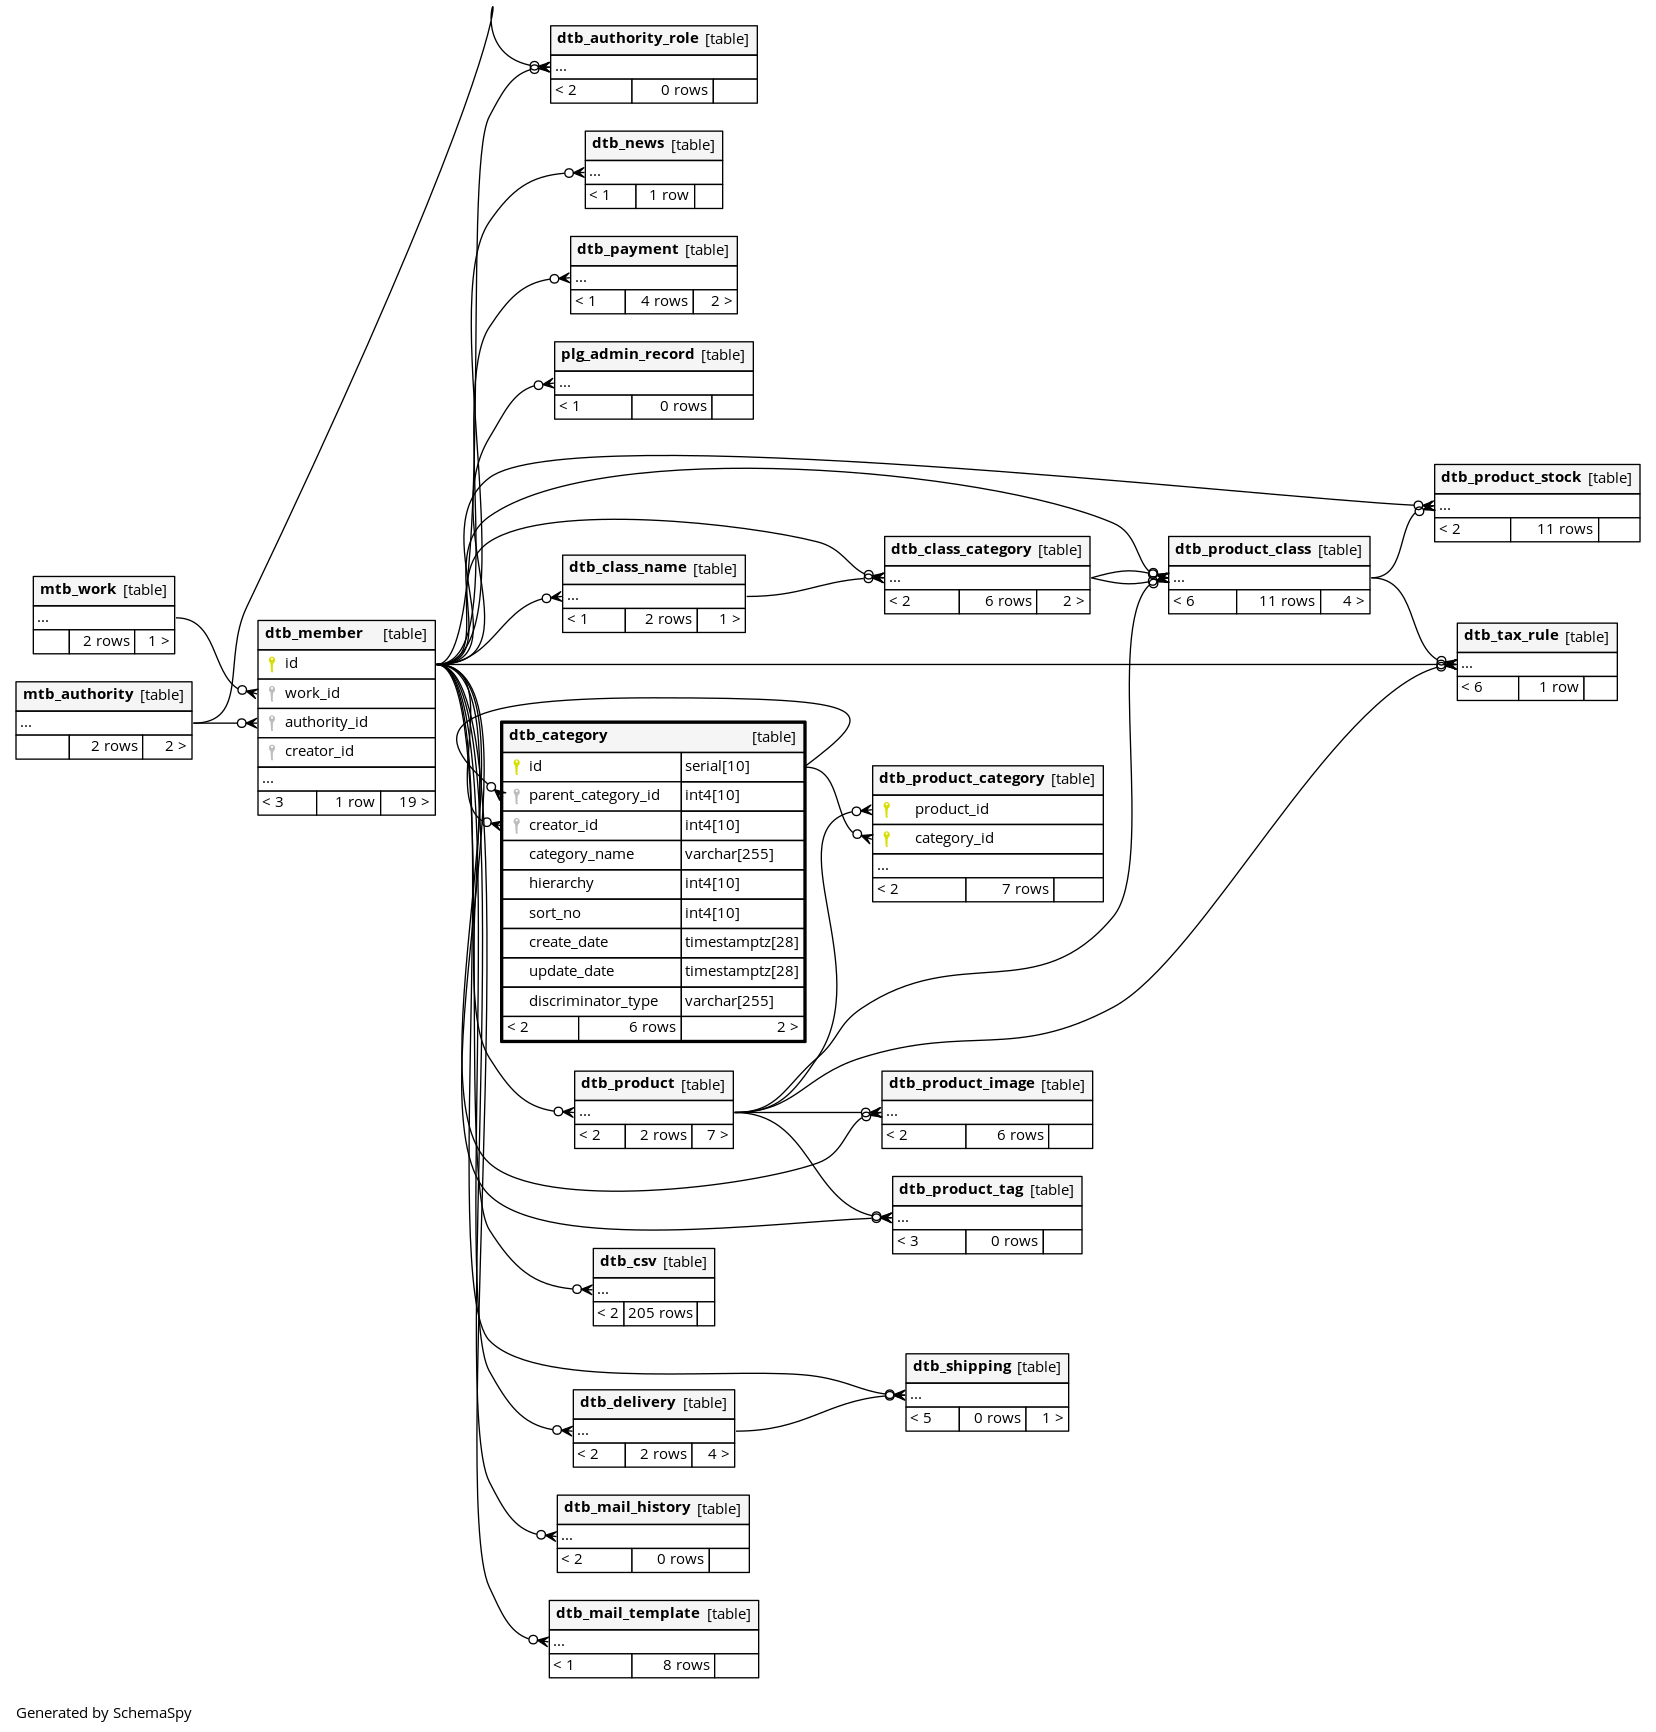 dtb_authority_role [table]
...
< 2 0 rows
dtb_news [table]
...
< 1 1 row
dtb_payment [table]
...
< 1 4 rows 2 >
plg_admin_record [table]
...
< 1 0 rows
dtb_product_stock [table]
...
< 2 11 rows
dtb_class_category [table]
...
< 2 6 rows 2 >
dtb_product_class [table]
...
< 6 11 rows 4 >
dtb_class_name [table]
...
< 1 2 rows 1 >
mtb_work [table]
...
2 rows 1 >
dtb_member [table]
id
work_id
authority_id
creator_id
...
< 3 1 row 19 >
dtb_tax_rule [table]
...
< 6 1 row
mtb_authority [table]
...
2 rows 2 >
dtb_category [table]
id serial[10]
parent_category_id int4[10]
creator_id int4[10]
category_name varchar[255]
hierarchy int4[10]
sort_no int4[10]
create_date timestamptz[28]
update_date timestamptz[28]
discriminator_type varchar[255]
< 2 6 rows 2 >
dtb_product_category [table]
product_id
category_id
...
< 2 7 rows
dtb_product [table]
...
< 2 2 rows 7 >
dtb_product_image [table]
...
< 2 6 rows
dtb_product_tag [table]
...
< 3 0 rows
dtb_csv [table]
...
< 2 205 rows
dtb_shipping [table]
...
< 5 0 rows 1 >
dtb_delivery [table]
...
< 2 2 rows 4 >
dtb_mail_history [table]
...
< 2 0 rows
dtb_mail_template [table]
...
< 1 8 rows
Generated by SchemaSpy